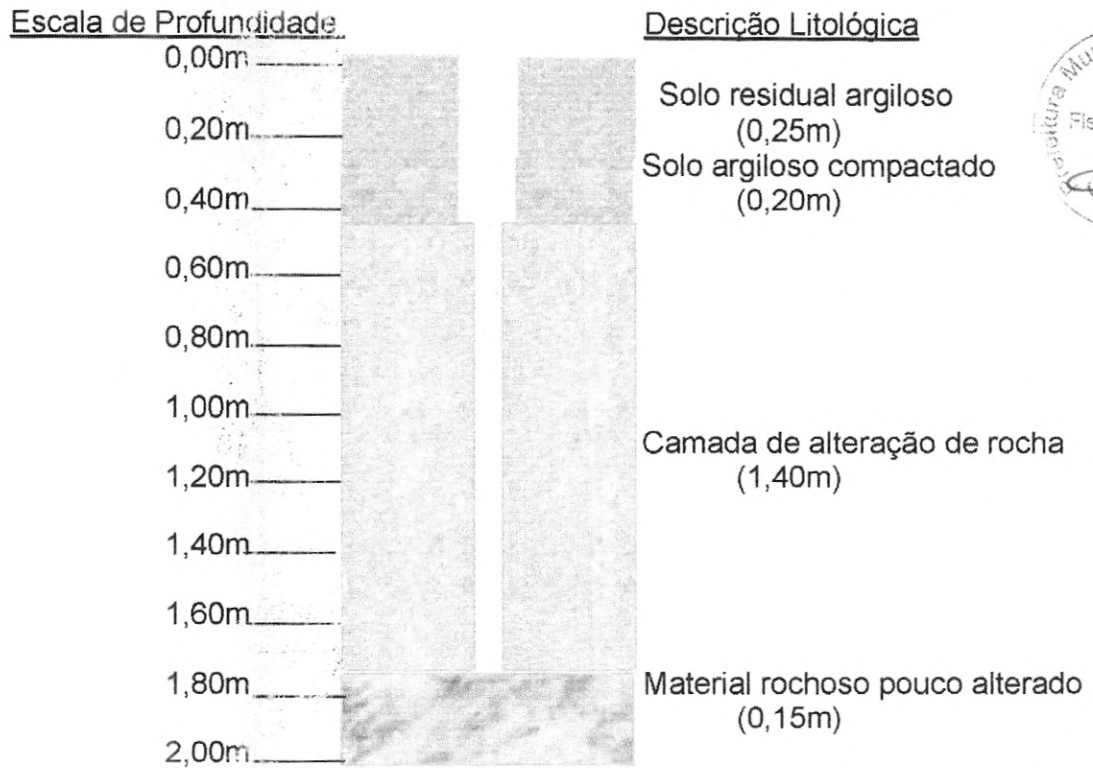 Escala de Profundidade
Descrição Litológica
0,00m
Solo residual argiloso
(0,25m)
0,20m
Solo argiloso compactado
(0,20m)
0,40m
0,60m
0,80m
1,00m
Camada de alteração de rocha
(1,40m)
1,20m
1,40m
1,60m
1,80m
Material rochoso pouco alterado
(0,15m)
2,00m